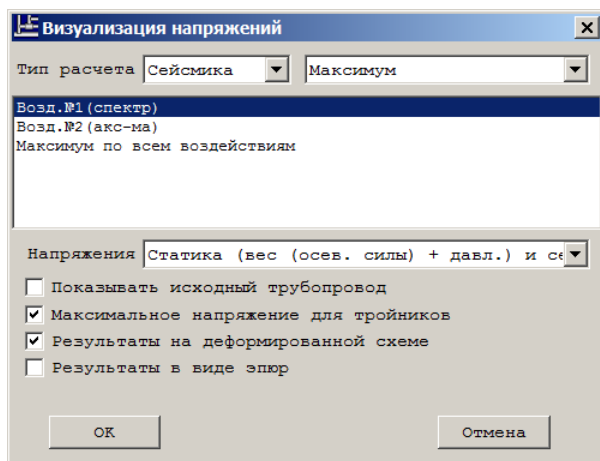 Визуализация напряжений
Тип расчета Сейсмика Максимум
Возд.№1(спектр)
Возд.№2(акс-ма)
Максимум по всем воздействиям
Напряжения Статика (вес (осев. силы) + давл.) и се
Показывать исходный трубопровод
Максимальное напряжение для тройников
Результаты на деформированной схеме
Результаты в виде эпюр
OK Отмена